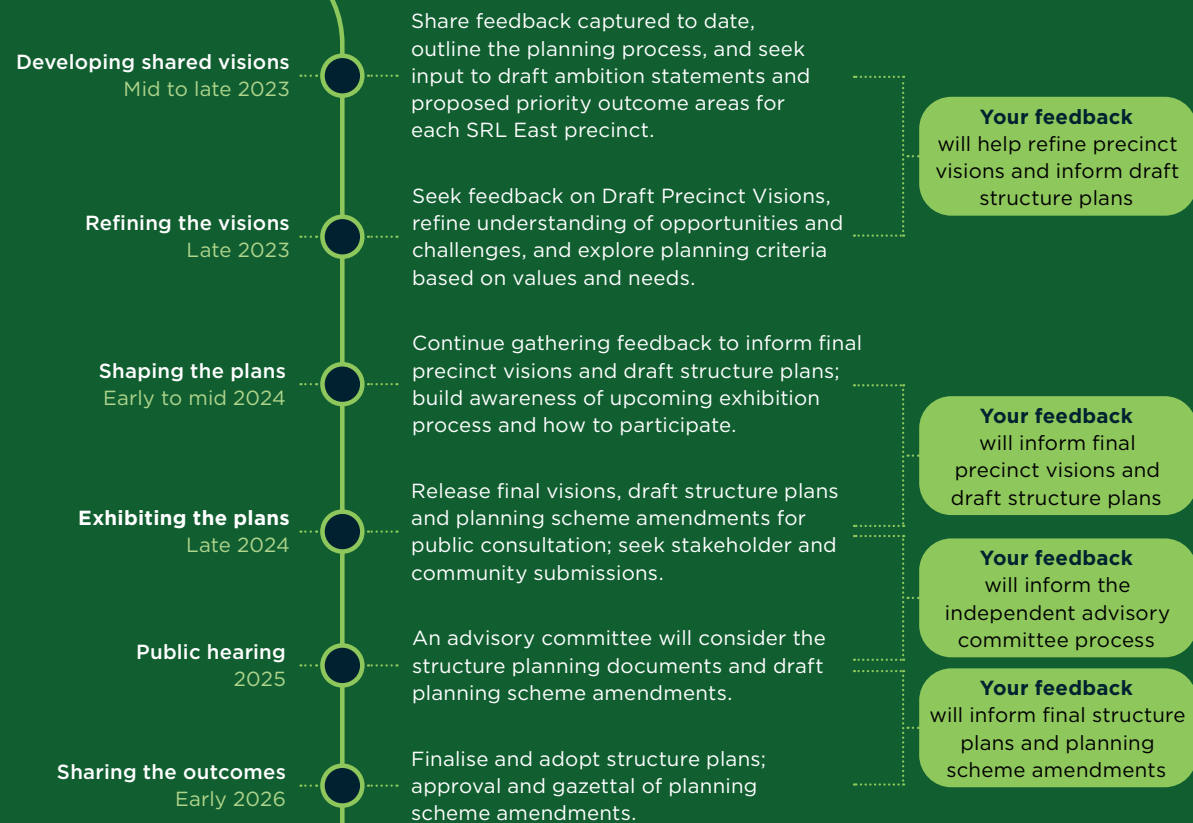 Developing shared visions
Mid to late 2023
Share feedback captured to date,
outline the planning process, and seek
input to draft ambition statements and
proposed priority outcome areas for
each SRL East precinct.
Refining the visions
Late 2023
Seek feedback on Draft Precinct Visions,
refine understanding of opportunities and
challenges, and explore planning criteria
based on values and needs.
Your feedback
will help refine precinct
visions and inform draft
structure plans
Shaping the plans
Early to mid 2024
Continue gathering feedback to inform final
precinct visions and draft structure plans;
build awareness of upcoming exhibition
process and how to participate.
Exhibiting the plans
Late 2024
Release final visions, draft structure plans
and planning scheme amendments for
public consultation; seek stakeholder and
community submissions.
Your feedback
will inform final
precinct visions and
draft structure plans
Public hearing
2025
An advisory committee will consider the
structure planning documents and draft
planning scheme amendments.
Your feedback
will inform the
independent advisory
committee process
Sharing the outcomes
Early 2026
Finalise and adopt structure plans;
approval and gazettal of planning
scheme amendments.
Your feedback
will inform final structure
plans and planning
scheme amendments